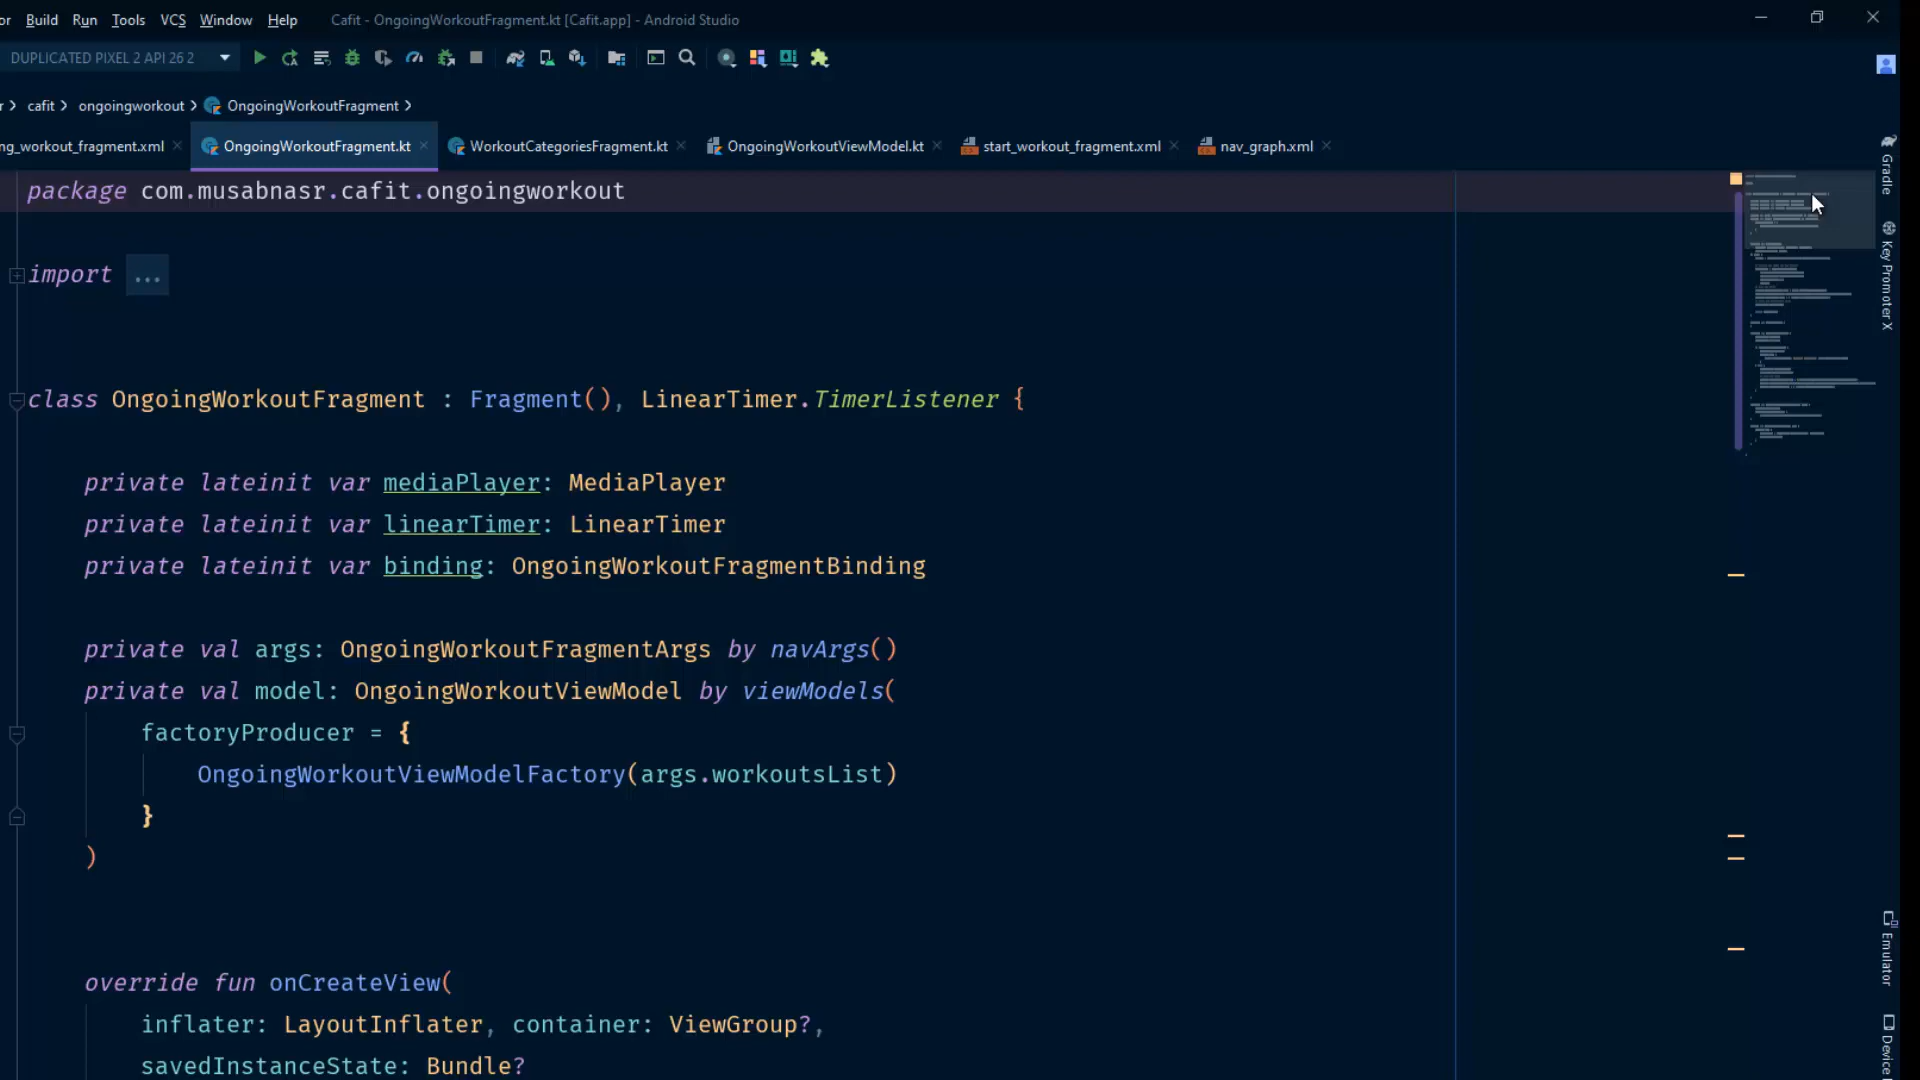 or Build Run Tools VCS Window Help Cafit - OngoingWorkoutFragment.kt [Cafit.app] - Android Studio
DUPLICATED PIXEL 2 API 26 2
r cafit ongoingworkout OngoingWorkoutFragment
ng_workout_fragment.xml OngoingWorkoutFragment.kt WorkoutCategoriesFragment.kt OngoingWorkoutViewModel.kt start_workout_fragment.xml nav_graph.xml
package com.musabnasr.cafit.ongoingworkout
import ...
class OngoingWorkoutFragment : Fragment(), LinearTimer.TimerListener {
private lateinit var mediaPlayer: MediaPlayer
private lateinit var linearTimer: LinearTimer
private lateinit var binding: OngoingWorkoutFragmentBinding
private val args: OngoingWorkoutFragmentArgs by navArgs()
private val model: OngoingWorkoutViewModel by viewModels(
factoryProducer = {
OngoingWorkoutViewModelFactory(args.workoutsList)
}
)
override fun onCreateView(
inflater: LayoutInflater, container: ViewGroup?,
savedInstanceState: Bundle?
Gradle
Key Promoter X
Emulator
Device